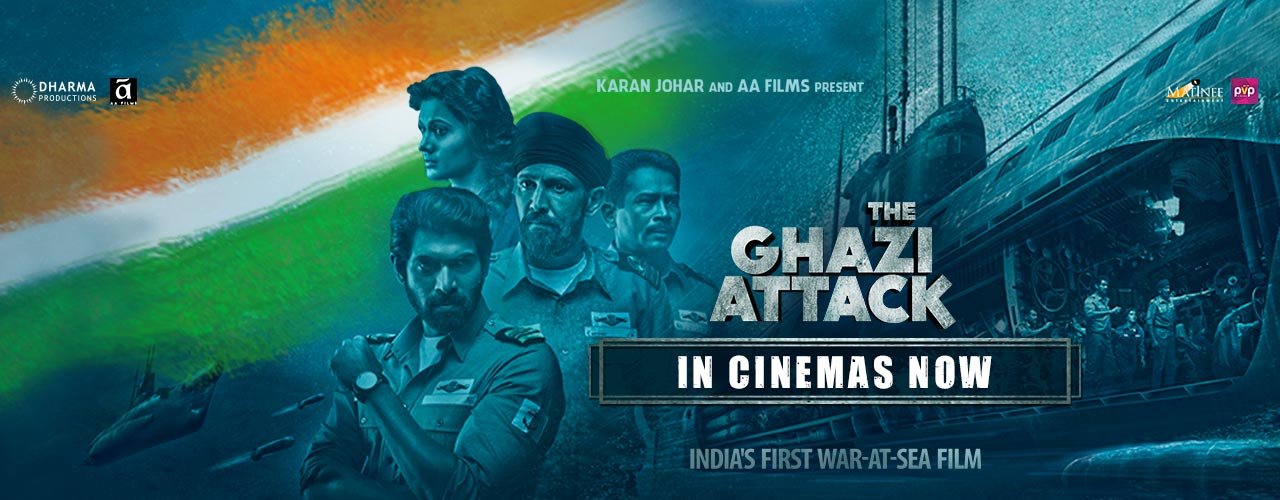 DHARMA
PRODUCTIONS
ā
AA FILMS
KARAN JOHAR AND AA FILMS PRESENT
MATINEE
ENTERTAINMENT
pvp
THE
GHAZI
ATTACK
IN CINEMAS NOW
INDIA'S FIRST WAR-AT-SEA FILM